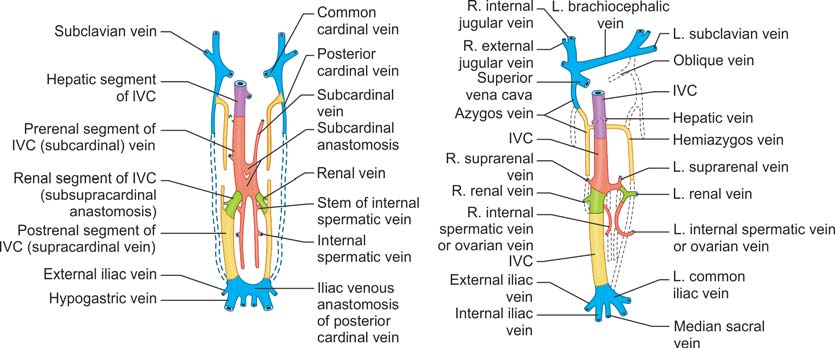 Subclavian vein
Hepatic segment
of IVC
Prerenal segment of
IVC (subcardinal) vein
Renal segment of IVC
(subsupracardinal
anastomosis)
Postrenal segment of
IVC (supracardinal vein)
External iliac vein
Hypogastric vein
Common
cardinal vein
Posterior
cardinal vein
Subcardinal
vein
Subcardinal
anastomosis
Renal vein
Stem of internal
spermatic vein
Internal
spermatic vein
Iliac venous
anastomosis
of posterior
cardinal vein
R. internal
jugular vein
R. external
jugular vein
Superior
vena cava
Azygos vein
IVC
R. suprarenal
vein
R. renal vein
R. internal
spermatic vein
or ovarian vein
IVC
External iliac
vein
Internal iliac
vein
L. brachiocephalic
vein
L. subclavian vein
Oblique vein
IVC
Hepatic vein
Hemiazygos vein
L. suprarenal vein
L. renal vein
L. internal spermatic vein
or ovarian vein
L. common
iliac vein
Median sacral
vein